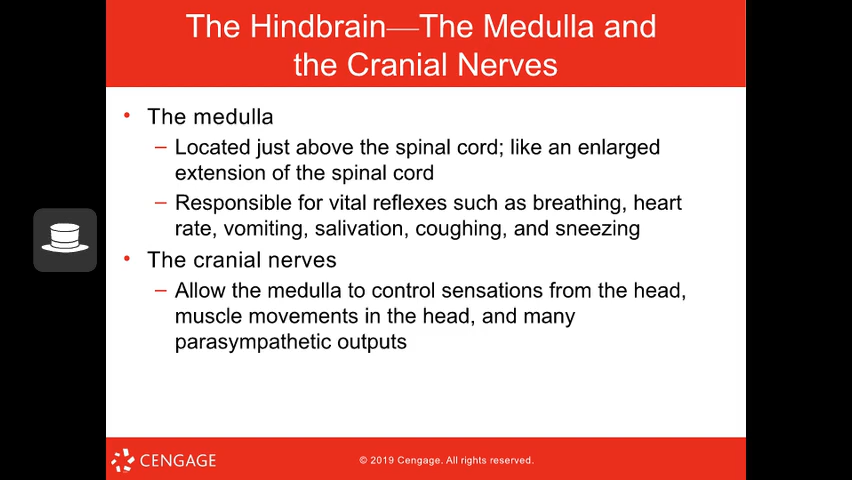 The Hindbrain—The Medulla and
the Cranial Nerves
• The medulla
– Located just above the spinal cord; like an enlarged
extension of the spinal cord
– Responsible for vital reflexes such as breathing, heart
rate, vomiting, salivation, coughing, and sneezing
• The cranial nerves
– Allow the medulla to control sensations from the head,
muscle movements in the head, and many
parasympathetic outputs
CENGAGE
© 2019 Cengage. All rights reserved.